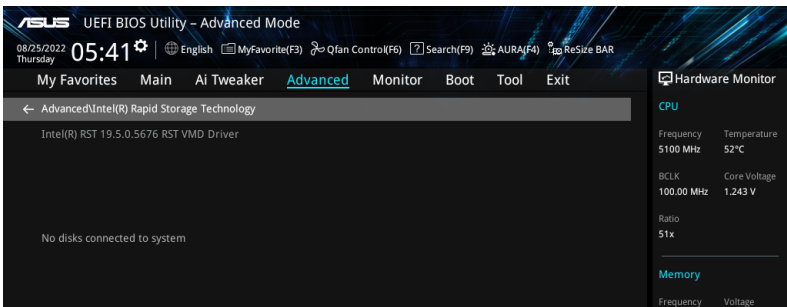 ASUS UEFI BIOS Utility – Advanced Mode
08/25/2022 Thursday 05:41 English MyFavorite(F3) Qfan Control(F6) ? Search(F9) AURA(F4) ReSize BAR
My Favorites Main Ai Tweaker Advanced Monitor Boot Tool Exit
Hardware Monitor
← Advanced\Intel(R) Rapid Storage Technology
Intel(R) RST 19.5.0.5676 RST VMD Driver
No disks connected to system
CPU
Frequency Temperature
5100 MHz 52°C
BCLK Core Voltage
100.00 MHz 1.243 V
Ratio
51x
Memory
Frequency Voltage